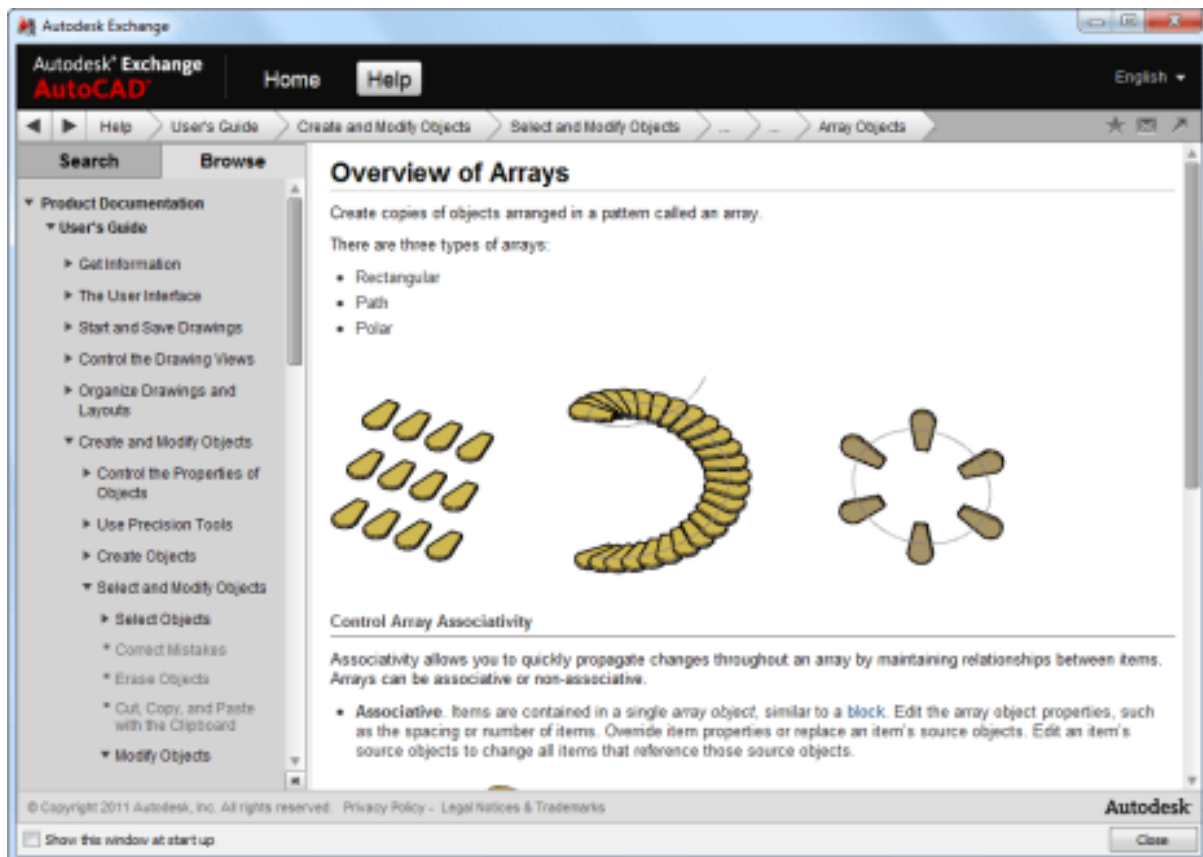 Autodesk Exchange
Autodesk® Exchange
AutoCAD®
Home
Help
English
Help
User's Guide
Create and Modify Objects
Select and Modify Objects
...
...
Array Objects
Search
Browse
Product Documentation
User's Guide
Get Information
The User Interface
Start and Save Drawings
Control the Drawing Views
Organize Drawings and
Layouts
Create and Modify Objects
Control the Properties of
Objects
Use Precision Tools
Create Objects
Select and Modify Objects
Select Objects
Correct Mistakes
Erase Objects
Cut, Copy, and Paste
with the Clipboard
Modify Objects
Overview of Arrays
Create copies of objects arranged in a pattern called an array.
There are three types of arrays:
• Rectangular
• Path
• Polar
Control Array Associativity
Associativity allows you to quickly propagate changes throughout an array by maintaining relationships between items.
Arrays can be associative or non-associative.
• Associative. Items are contained in a single array object, similar to a block. Edit the array object properties, such
as the spacing or number of items. Override item properties or replace an item's source objects. Edit an item's
source objects to change all items that reference those source objects.
© Copyright 2011 Autodesk, Inc. All rights reserved. Privacy Policy - Legal Notices & Trademarks
Autodesk
Show this window at start up
Close